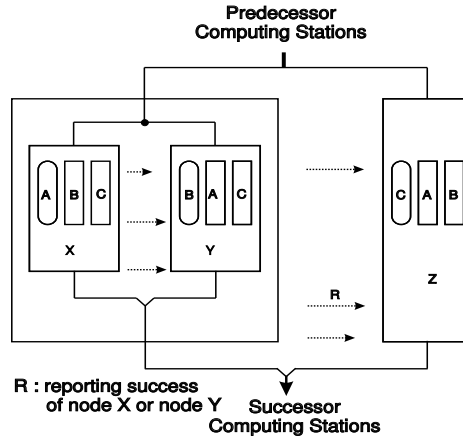 Predecessor
Computing Stations
A B C
X
B A C
Y
C A B
Z
R
R : reporting success
of node X or node Y
Successor
Computing Stations